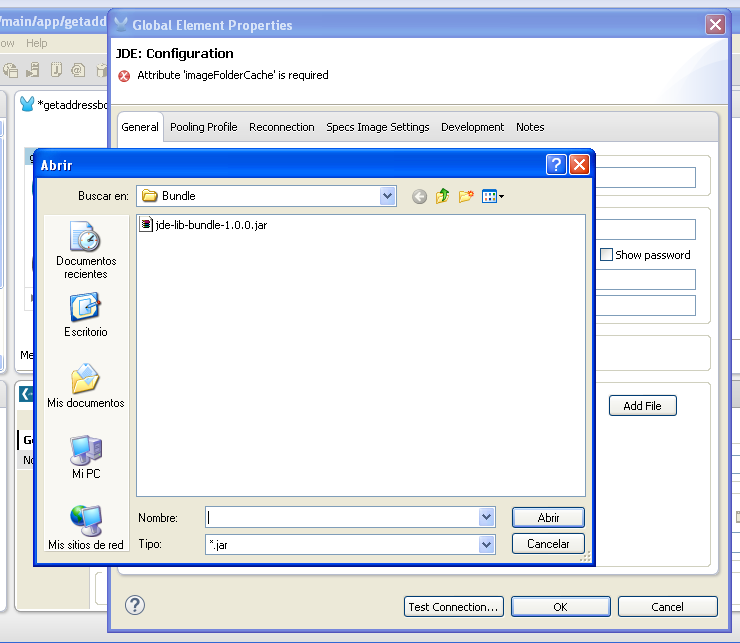 /main/app/getadd
Global Element Properties
ow Help
JDE: Configuration
Attribute 'imageFolderCache' is required
*getaddressbo
General Pooling Profile Reconnection Specs Image Settings Development Notes
Abrir
Buscar en: Bundle
jde-lib-bundle-1.0.0.jar
Documentos
recientes
Show password
Escritorio
Me
Mis documentos
Add File
Ge
No
Mi PC
Nombre: Abrir
Mis sitios de red Tipo: *.jar Cancelar
Test Connection... OK Cancel